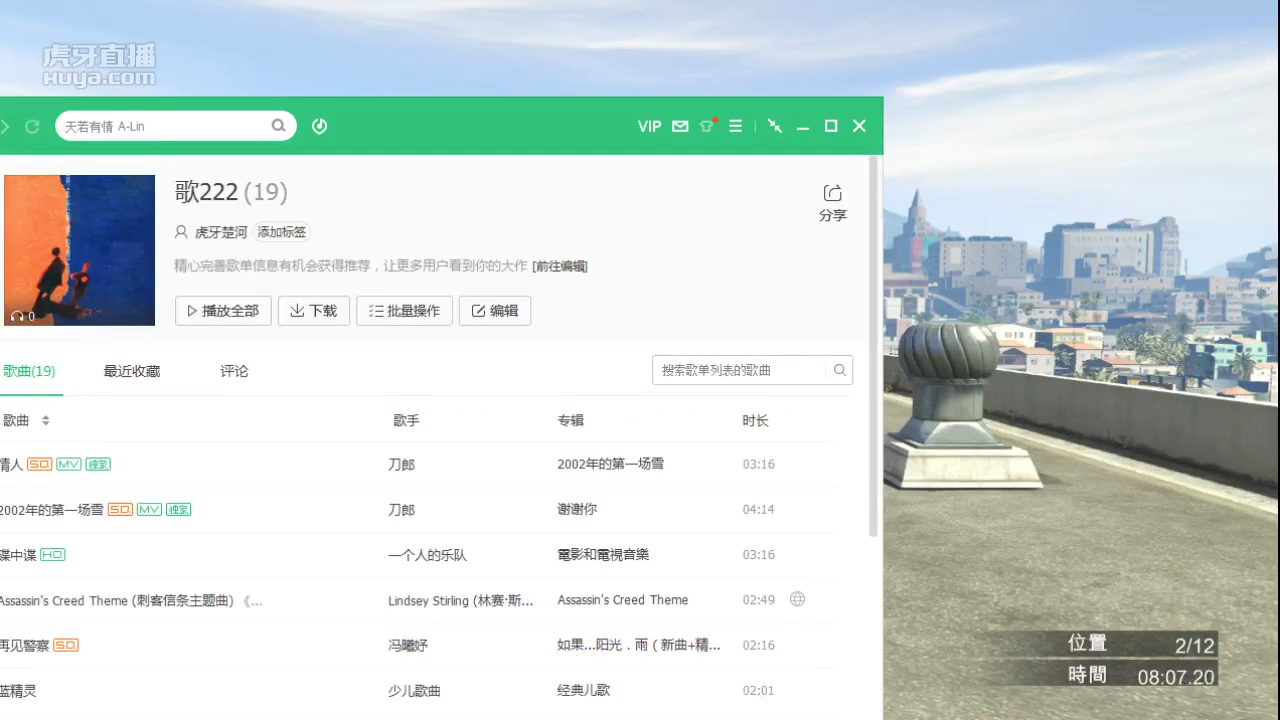 虎牙直播
Huya.com
天若有情 A-Lin
VIP
歌222 (19)
分享
虎牙楚河 添加标签
精心完善歌单信息有机会获得推荐，让更多用户看到你的大作 [前往编辑]
0
播放全部 下载 批量操作 编辑
歌曲(19) 最近收藏 评论 搜索歌单列表的歌曲
歌曲 歌手 专辑 时长
情人 SQ MV 独家 刀郎 2002年的第一场雪 03:16
2002年的第一场雪 SQ MV 独家 刀郎 谢谢你 04:14
谍中谍 HQ 一个人的乐队 電影和電視音樂 03:16
Assassin's Creed Theme (刺客信条主题曲) 《... Lindsey Stirling (林赛·斯... Assassin's Creed Theme 02:49
再见警察 SQ 冯曦妤 如果...阳光．雨（新曲+精... 02:16
蓝精灵 少儿歌曲 经典儿歌 02:01
位置 2/12
時間 08:07.20